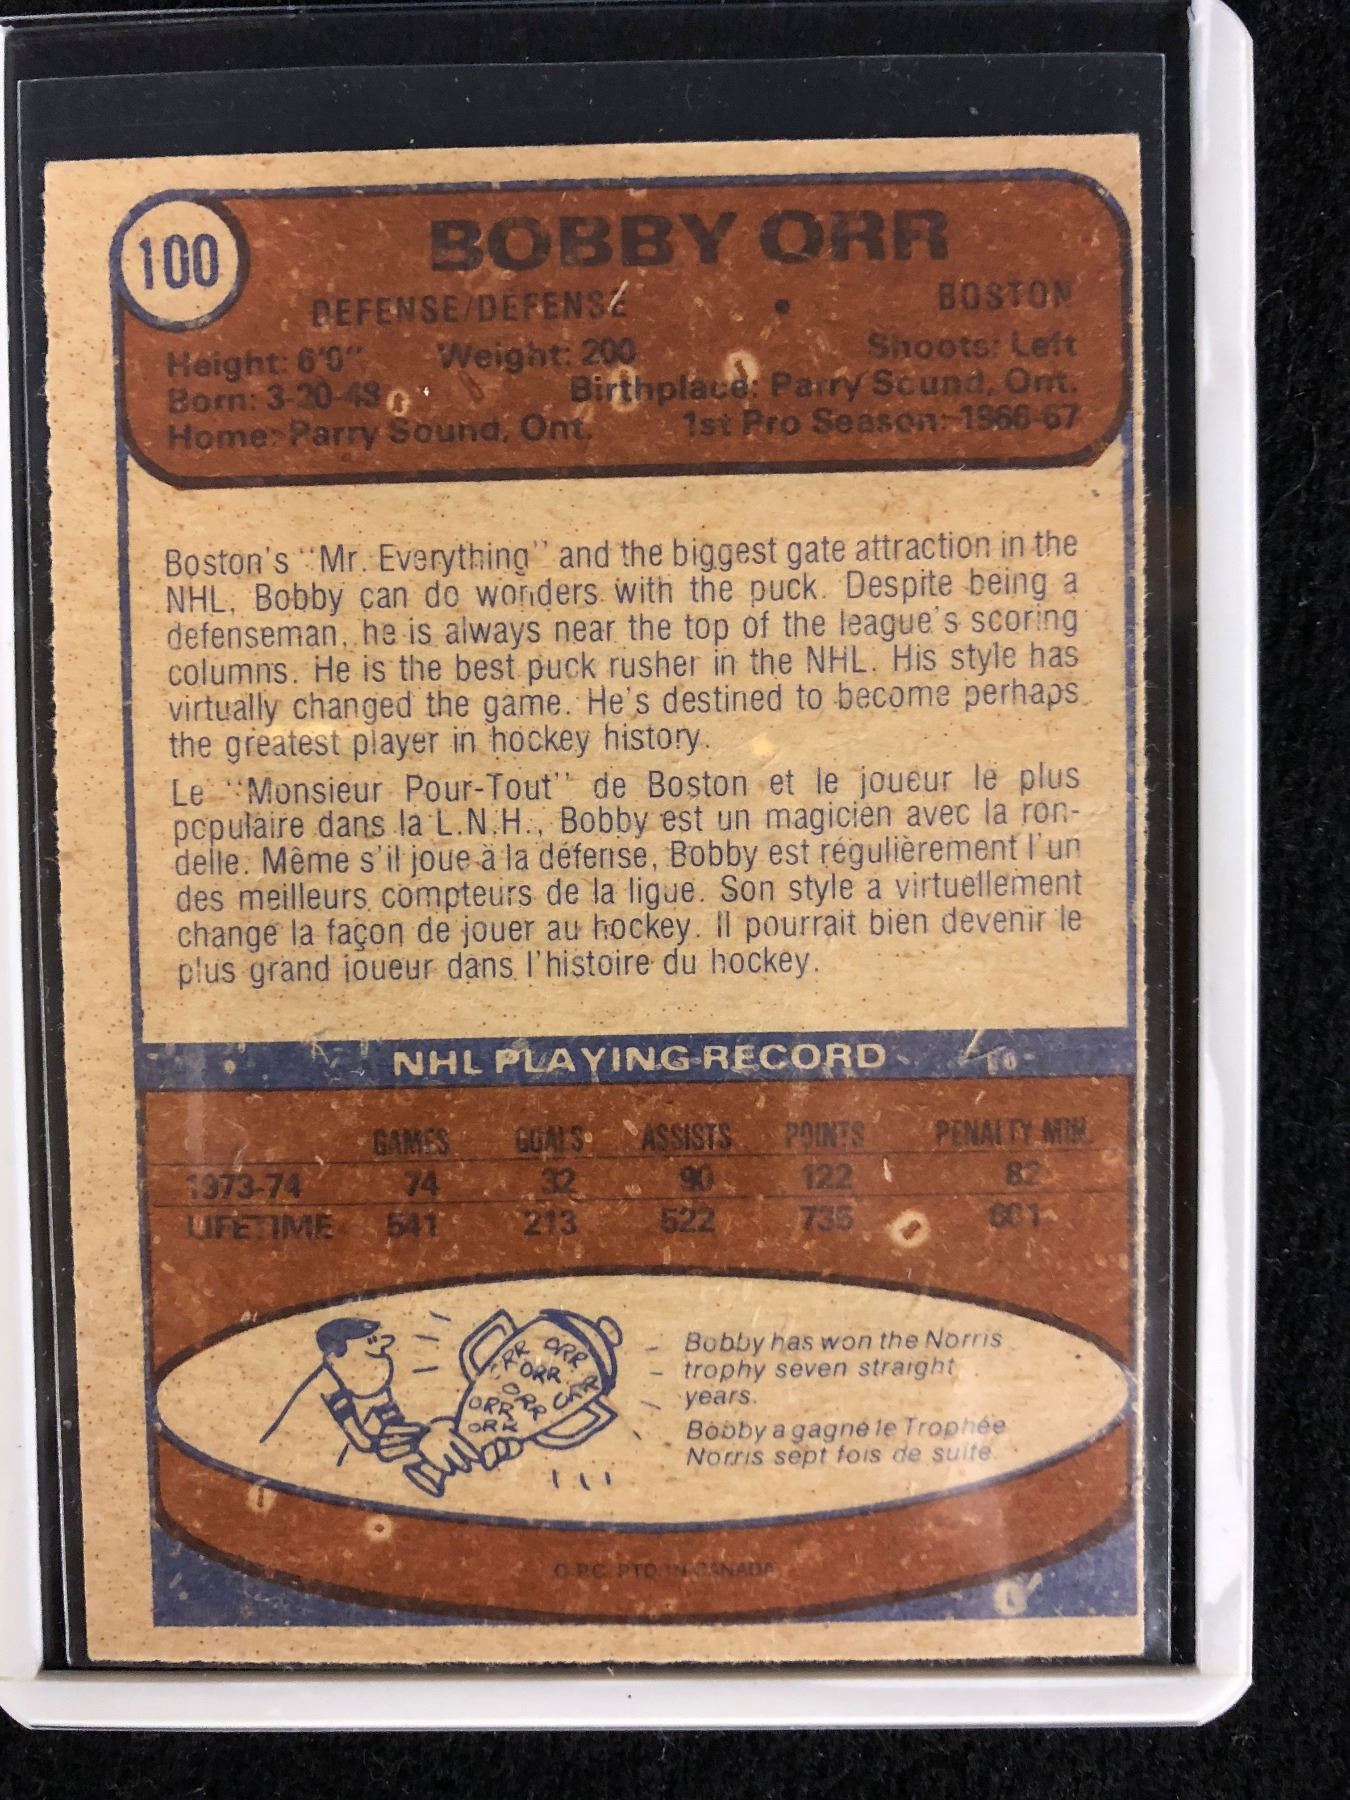 100
BOBBY ORR
DEFENSE/DÉFENSE • BOSTON
Height: 6'0" Weight: 200 Shoots: Left
Born: 3-20-48 Birthplace: Parry Sound, Ont.
Home: Parry Sound, Ont. 1st Pro Season: 1966-67
Boston's "Mr. Everything" and the biggest gate attraction in the
NHL, Bobby can do wonders with the puck. Despite being a
defenseman, he is always near the top of the league's scoring
columns. He is the best puck rusher in the NHL. His style has
virtually changed the game. He's destined to become perhaps
the greatest player in hockey history.
Le "Monsieur Pour-Tout" de Boston et le joueur le plus
populaire dans la L.N.H., Bobby est un magicien avec la ron-
delle. Même s'il joue à la défense, Bobby est régulièrement l'un
des meilleurs compteurs de la ligue. Son style a virtuellement
change la façon de jouer au hockey. Il pourrait bien devenir le
plus grand joueur dans l'histoire du hockey.
NHL PLAYING RECORD
GAMES GOALS ASSISTS POINTS PENALTY MIN.
1973-74 74 32 90 122 82
LIFETIME 541 213 522 735
ORR ORR
ORR
ORR ORR
ORR
ORR
Bobby has won the Norris
trophy seven straight
years.
Bobby a gagné le Trophée
Norris sept fois de suite.
O.P.C. PTD. IN CANADA